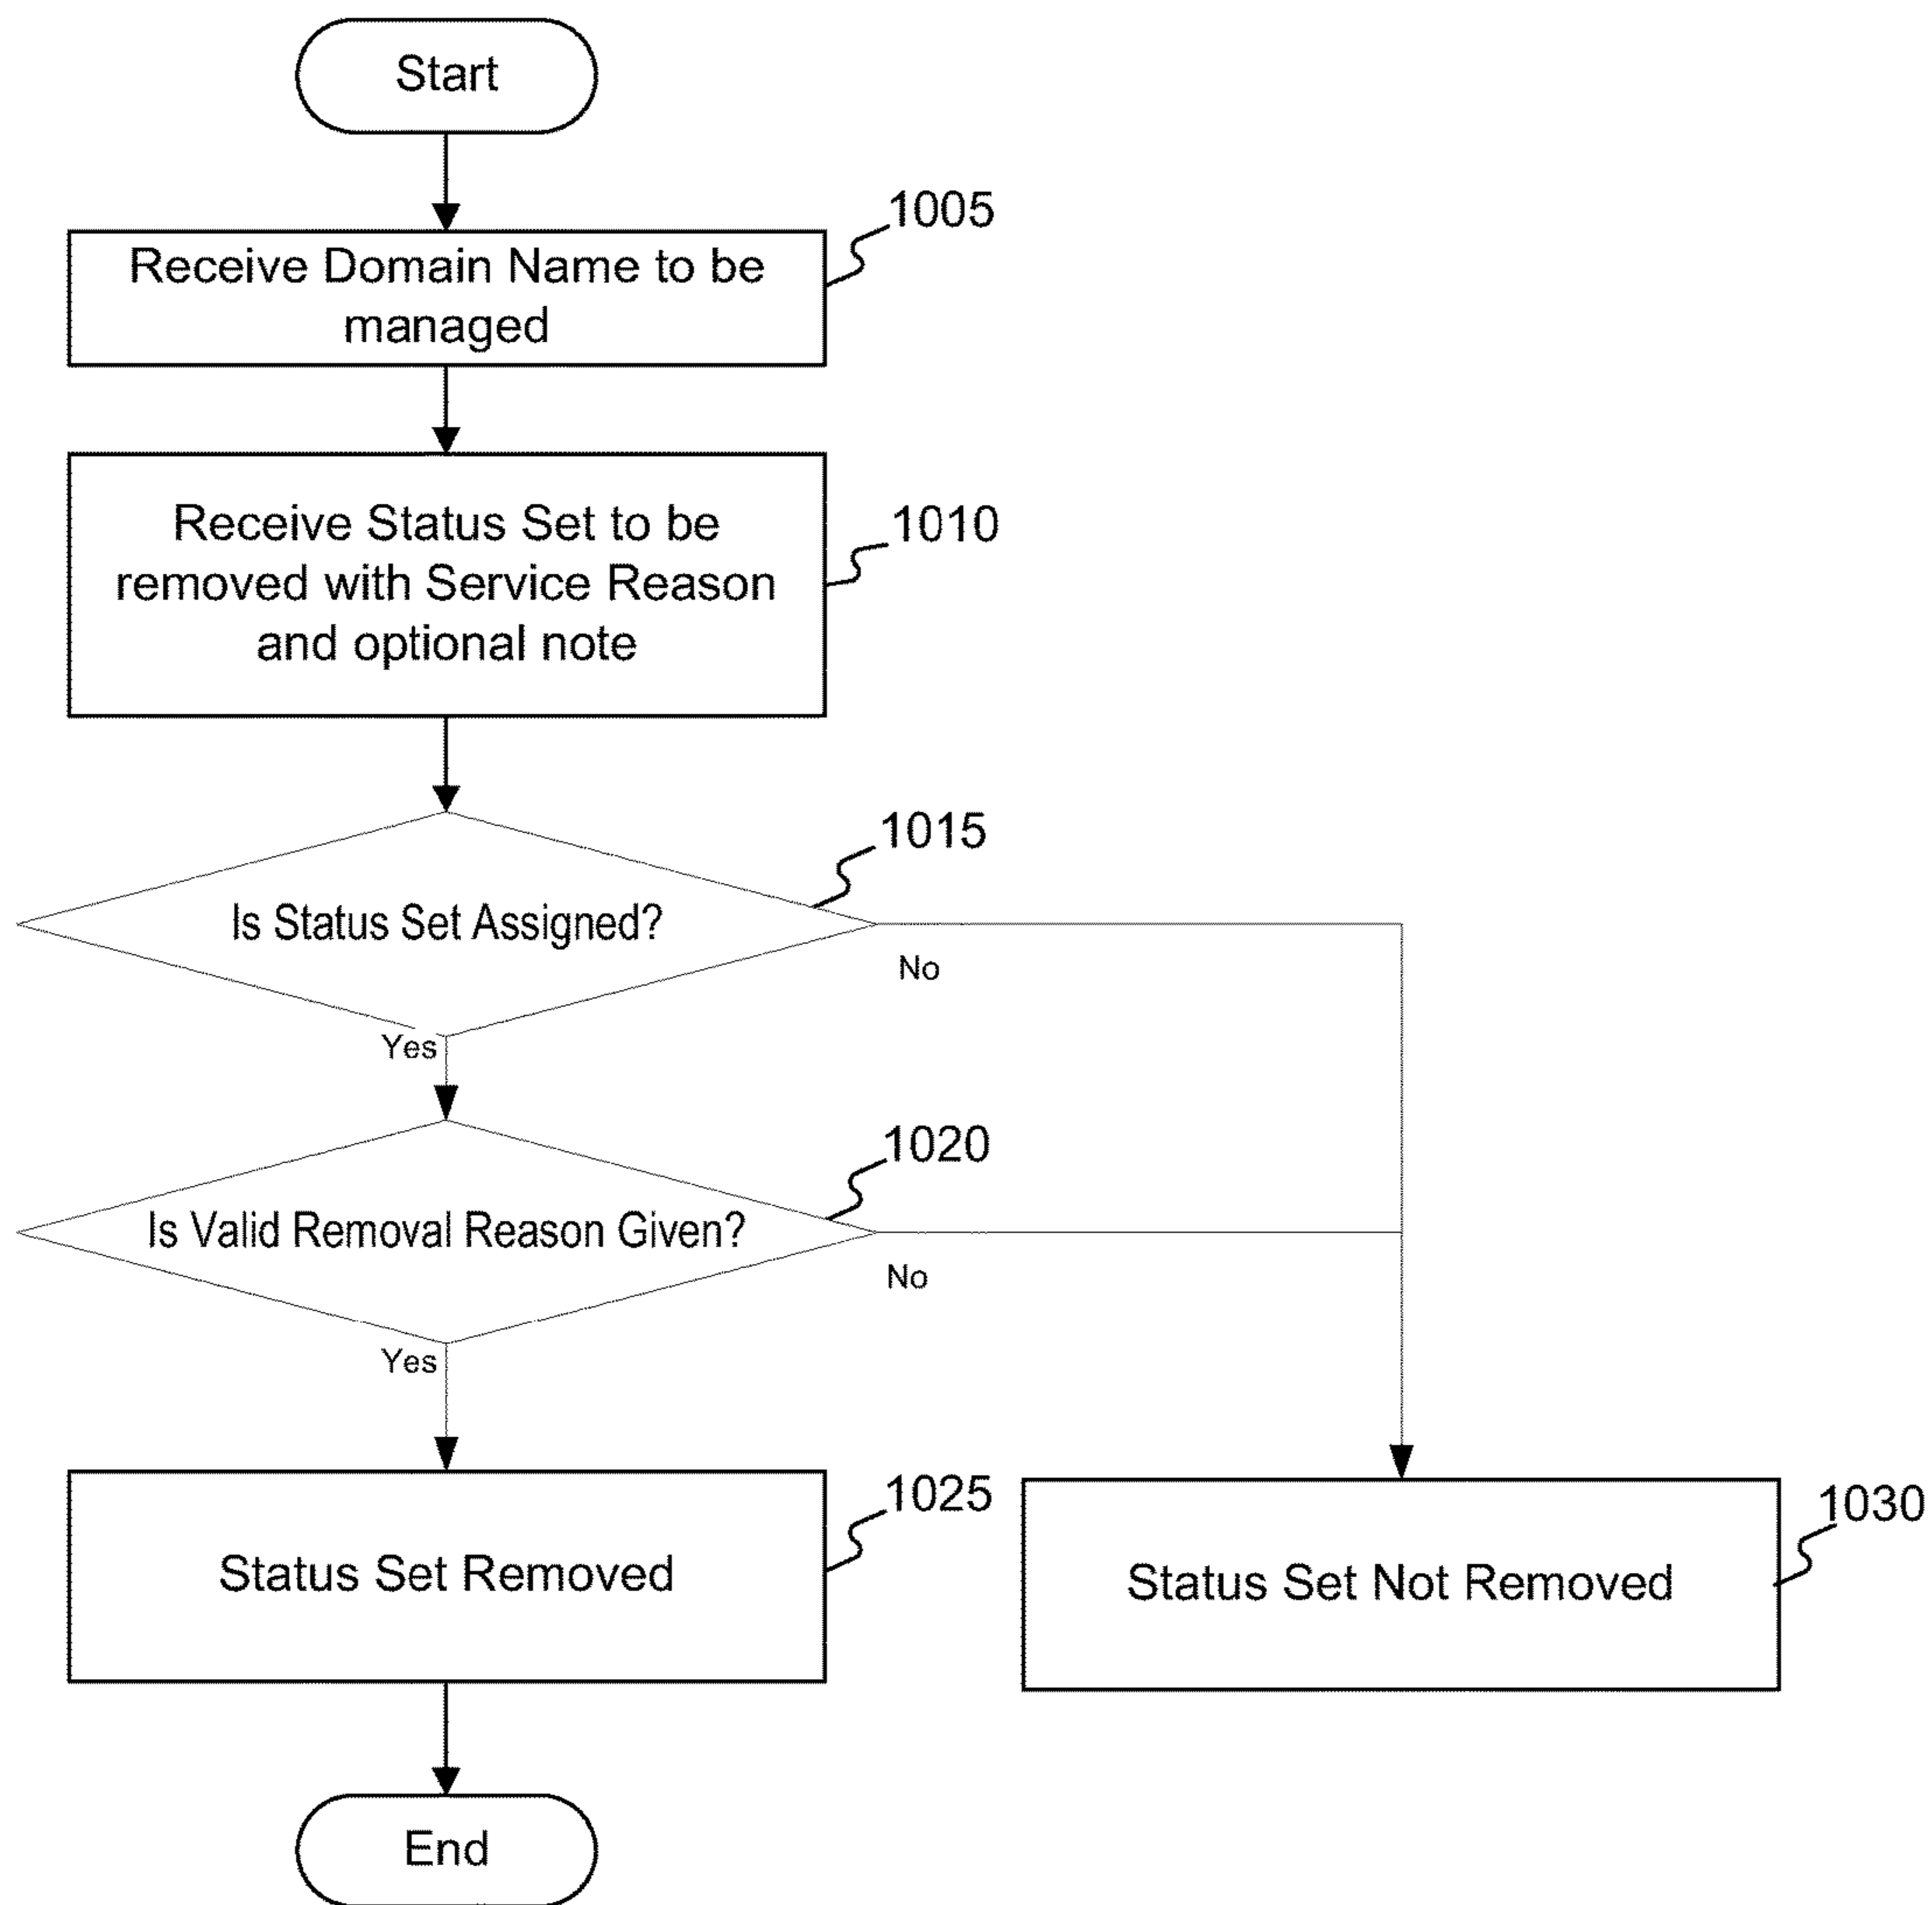 Start
1005
Receive Domain Name to be
managed
1010
Receive Status Set to be
removed with Service Reason
and optional note
1015
Is Status Set Assigned?
No
Yes
1020
Is Valid Removal Reason Given?
No
Yes
1025
Status Set Removed
1030
Status Set Not Removed
End